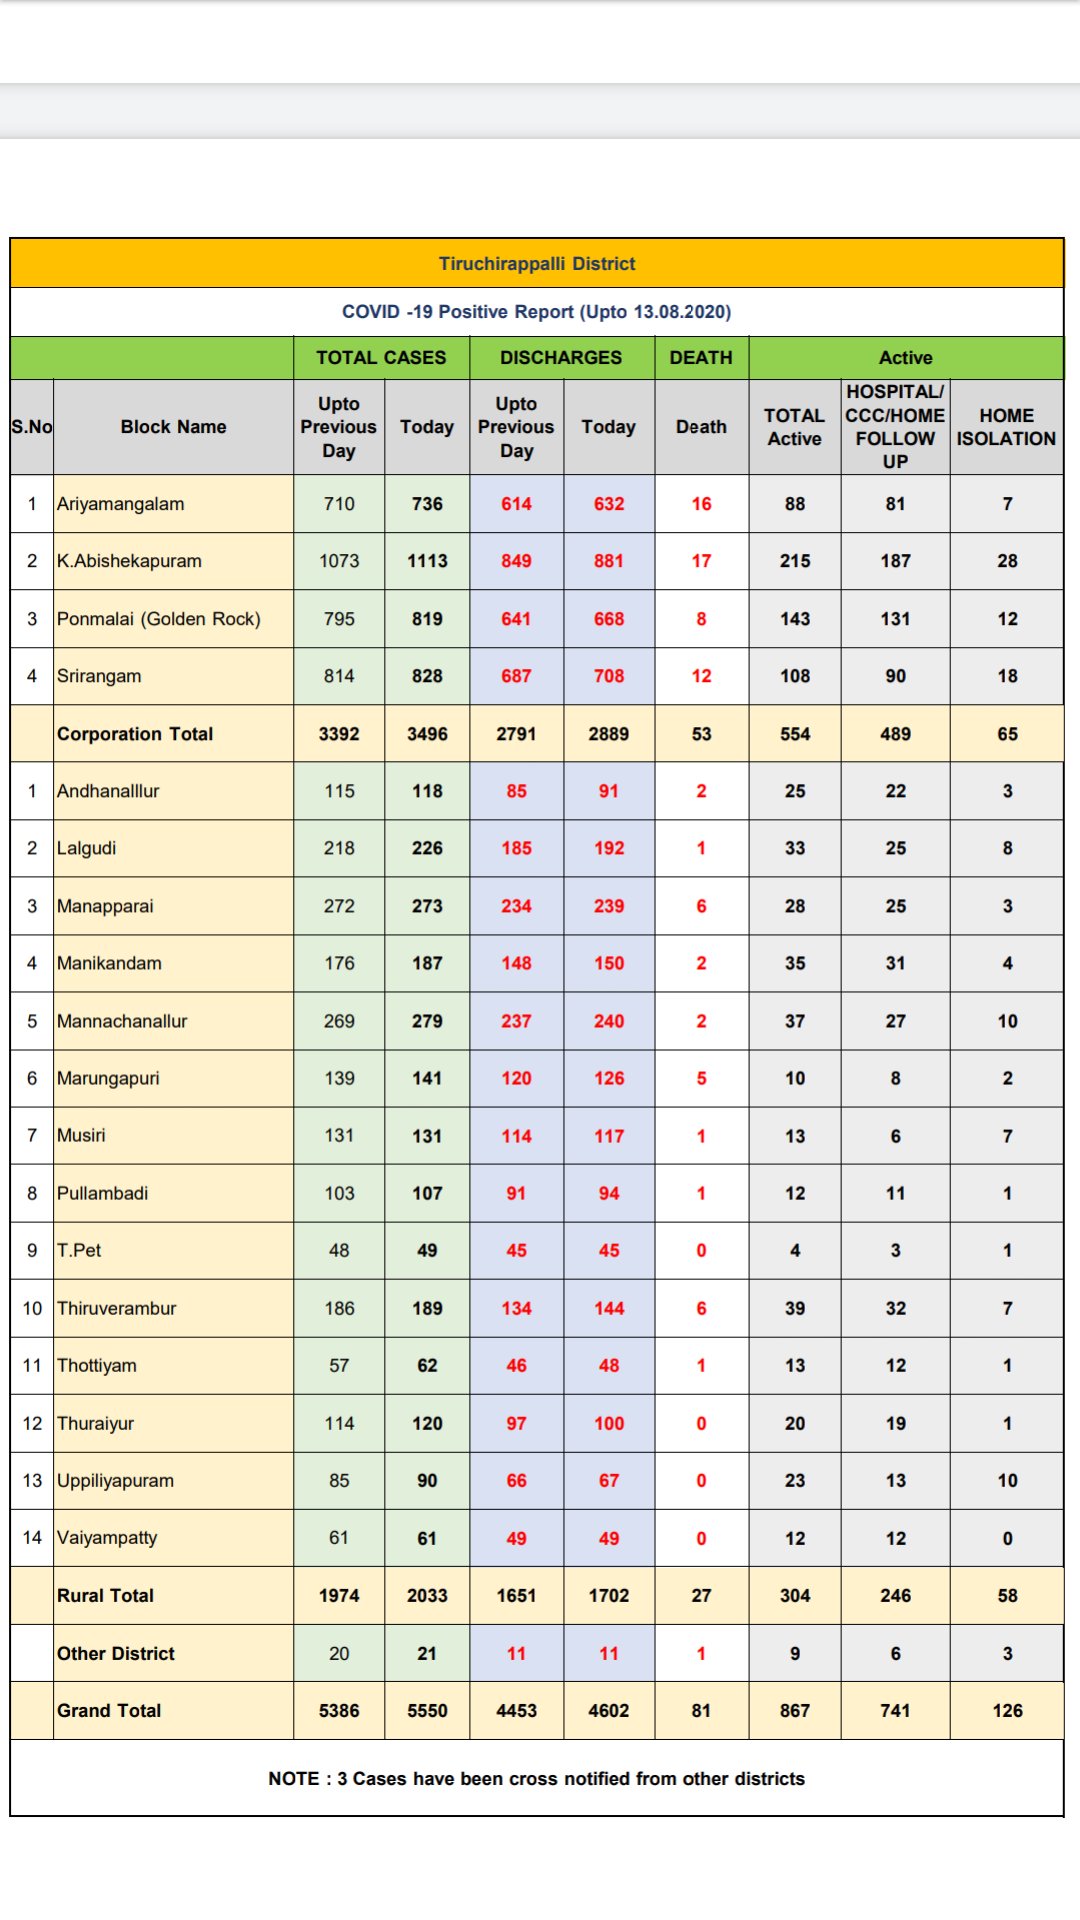 Tiruchirappalli District
COVID -19 Positive Report (Upto 13.08.2020)
TOTAL CASES DISCHARGES DEATH Active
S.No Block Name Upto Previous Day Today Upto Previous Day Today Death TOTAL Active HOSPITAL/ CCC/HOME FOLLOW UP HOME ISOLATION
1 Ariyamangalam 710 736 614 632 16 88 81 7
2 K.Abishekapuram 1073 1113 849 881 17 215 187 28
3 Ponmalai (Golden Rock) 795 819 641 668 8 143 131 12
4 Srirangam 814 828 687 708 12 108 90 18
Corporation Total 3392 3496 2791 2889 53 554 489 65
1 Andhanalllur 115 118 85 91 2 25 22 3
2 Lalgudi 218 226 185 192 1 33 25 8
3 Manapparai 272 273 234 239 6 28 25 3
4 Manikandam 176 187 148 150 2 35 31 4
5 Mannachanallur 269 279 237 240 2 37 27 10
6 Marungapuri 139 141 120 126 5 10 8 2
7 Musiri 131 131 114 117 1 13 6 7
8 Pullambadi 103 107 91 94 1 12 11 1
9 T.Pet 48 49 45 45 0 4 3 1
10 Thiruverambur 186 189 134 144 6 39 32 7
11 Thottiyam 57 62 46 48 1 13 12 1
12 Thuraiyur 114 120 97 100 0 20 19 1
13 Uppiliyapuram 85 90 66 67 0 23 13 10
14 Vaiyampatty 61 61 49 49 0 12 12 0
Rural Total 1974 2033 1651 1702 27 304 246 58
Other District 20 21 11 11 1 9 6 3
Grand Total 5386 5550 4453 4602 81 867 741 126
NOTE : 3 Cases have been cross notified from other districts